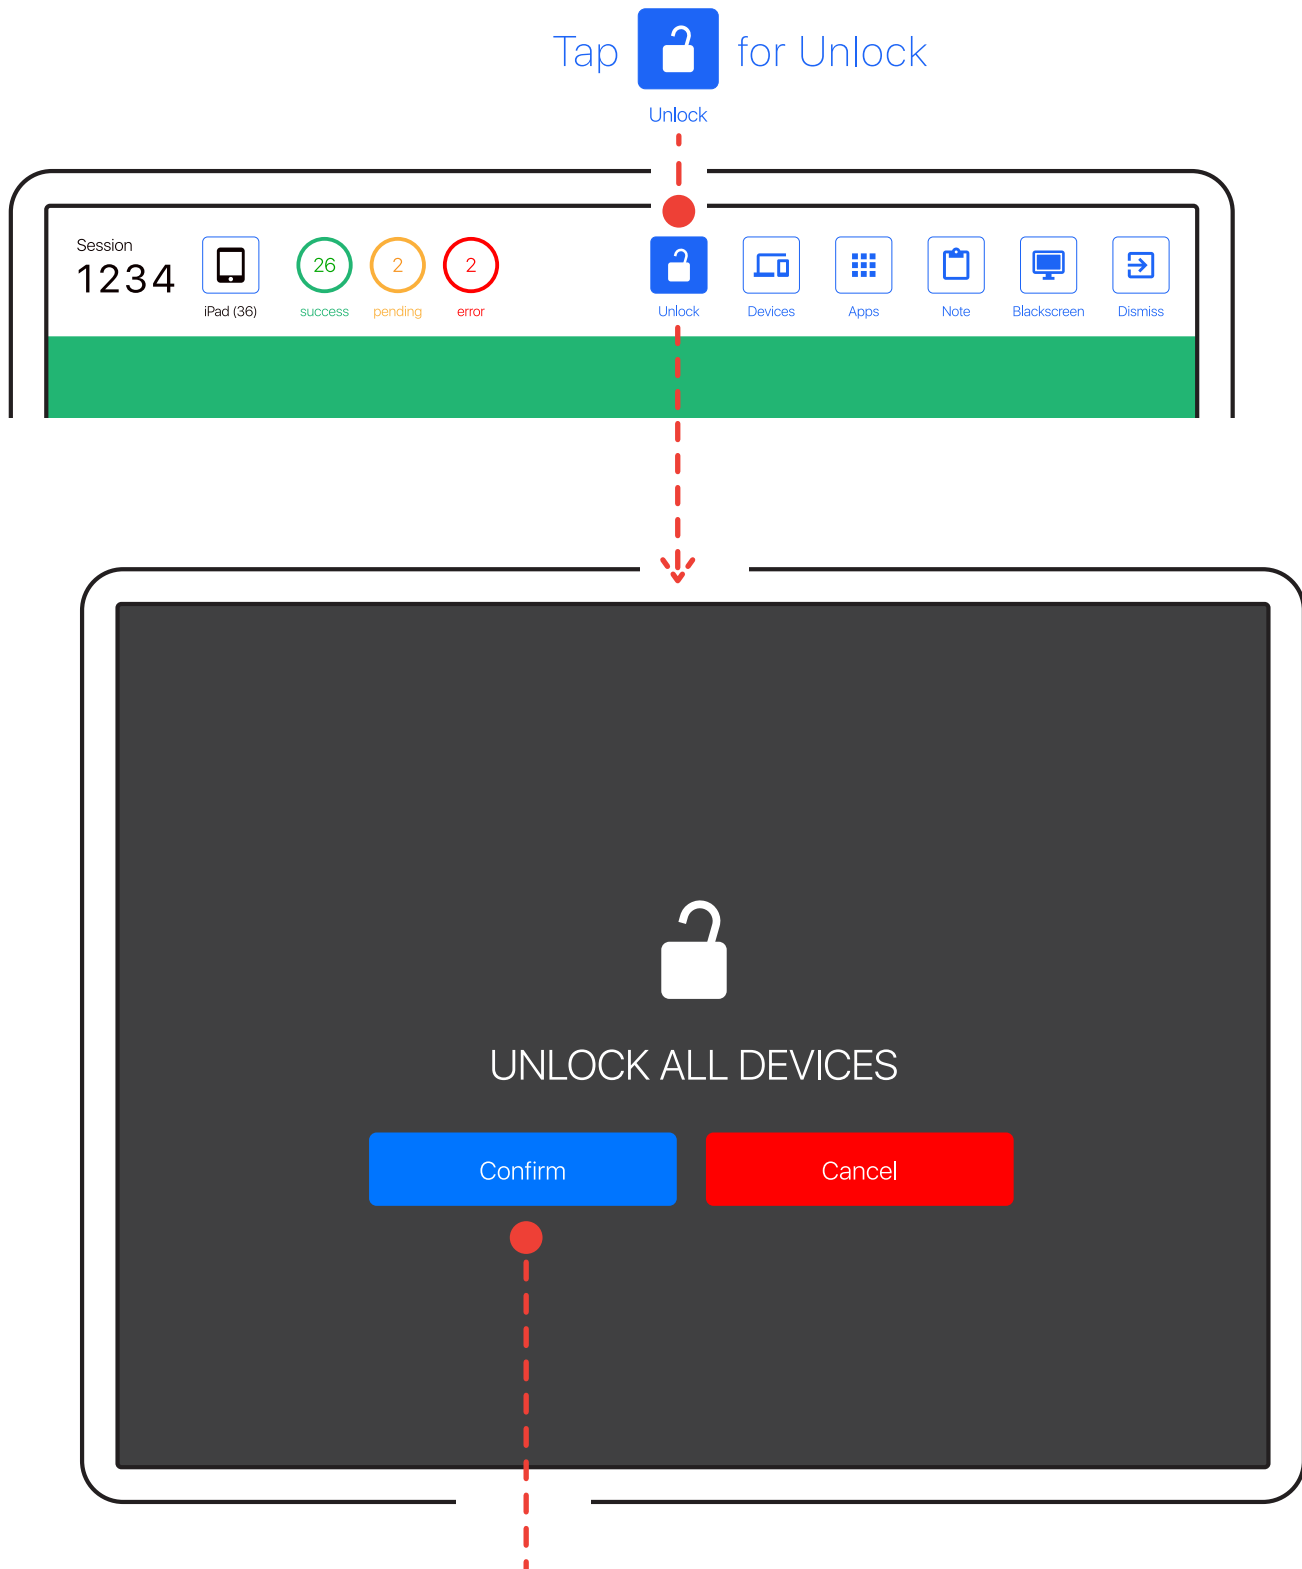 Tap for Unlock
Unlock
Session
1234
iPad (36)
26
success
2
pending
2
error
Unlock
Devices
Apps
Note
Blackscreen
Dismiss
UNLOCK ALL DEVICES
Confirm
Cancel